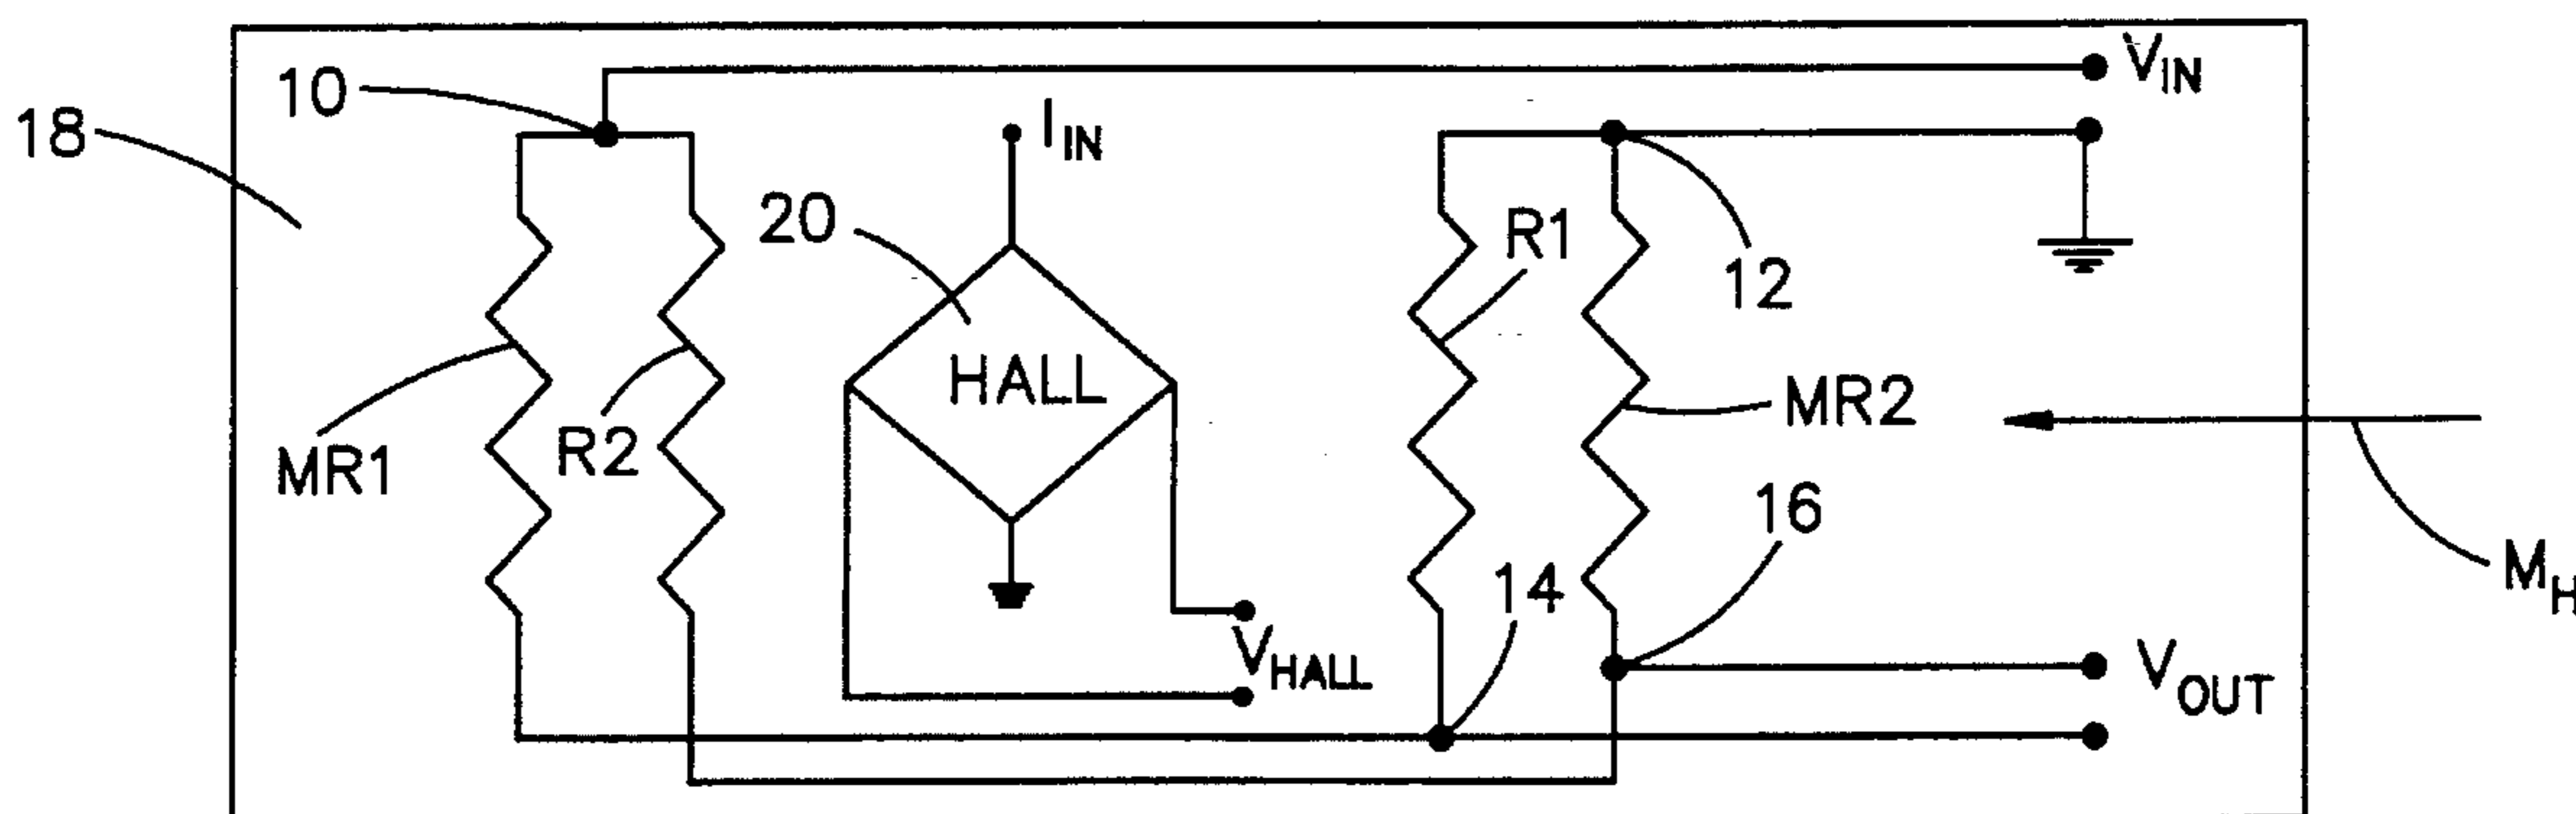 V_IN
10
18
I_IN
20
R1
12
HALL
MR2
MR1
R2
16
14
M_H
V_HALL
V_OUT